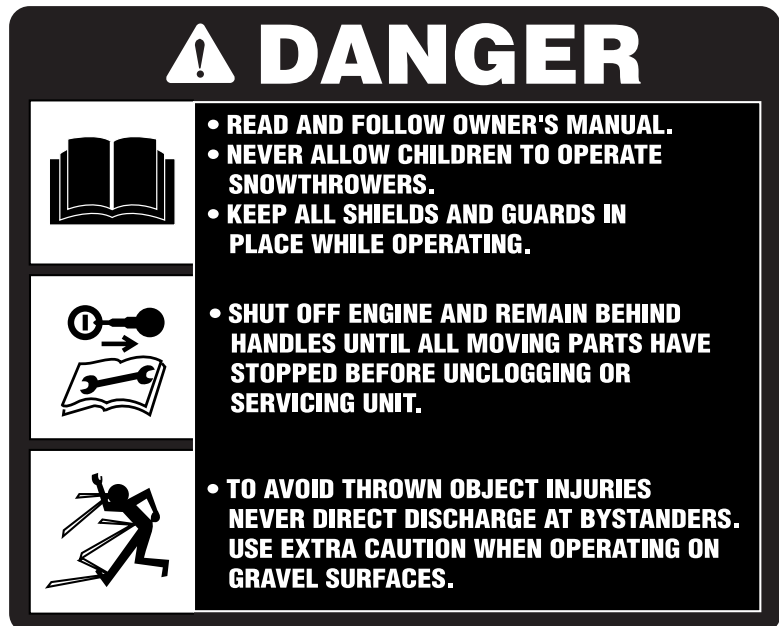 DANGER
• READ AND FOLLOW OWNER'S MANUAL.
• NEVER ALLOW CHILDREN TO OPERATE
SNOWTHROWERS.
• KEEP ALL SHIELDS AND GUARDS IN
PLACE WHILE OPERATING.
• SHUT OFF ENGINE AND REMAIN BEHIND
HANDLES UNTIL ALL MOVING PARTS HAVE
STOPPED BEFORE UNCLOGGING OR
SERVICING UNIT.
• TO AVOID THROWN OBJECT INJURIES
NEVER DIRECT DISCHARGE AT BYSTANDERS.
USE EXTRA CAUTION WHEN OPERATING ON
GRAVEL SURFACES.